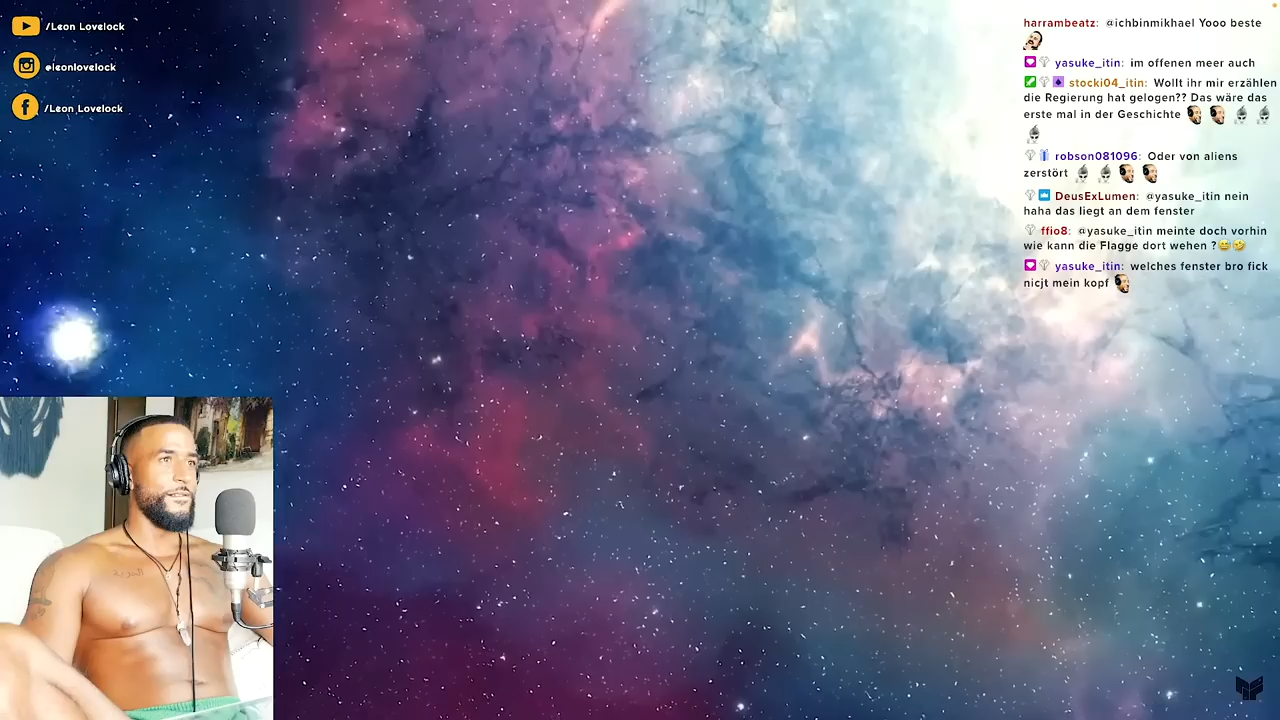 /Leon Lovelock
@leonlovelock
/Leon Lovelock
harrambeatz: @ichbinmikhael Yooo beste
yasuke_itin: im offenen meer auch
stocki04_itin: Wollt ihr mir erzählen
die Regierung hat gelogen?? Das wäre das
erste mal in der Geschichte
robson081096: Oder von aliens
zerstört
DeusExLumen: @yasuke_itin nein
haha das liegt an dem fenster
ffio8: @yasuke_itin meinte doch vorhin
wie kann die Flagge dort wehen ?😅🤣
yasuke_itin: welches fenster bro fick
nicjt mein kopf
الحرية